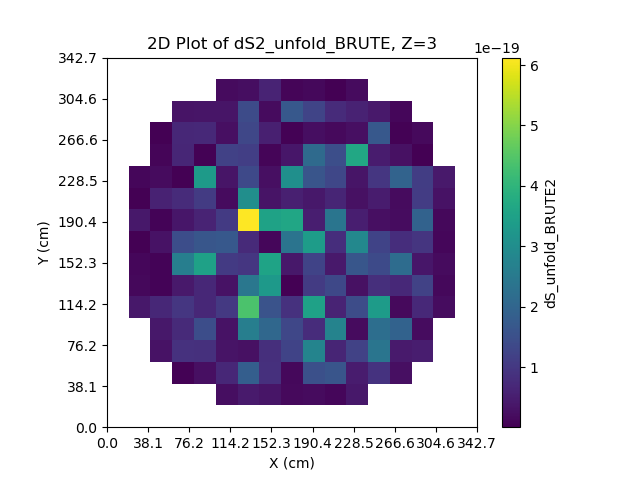 2D Plot of dS2_unfold_BRUTE, Z=3
1e−19
342.7
304.6
266.6
228.5
190.4
152.3
114.2
76.2
38.1
0.0
Y (cm)
0.0 38.1 76.2 114.2 152.3 190.4 228.5 266.6 304.6 342.7
X (cm)
6
5
4
3
2
1
dS_unfold_BRUTE2